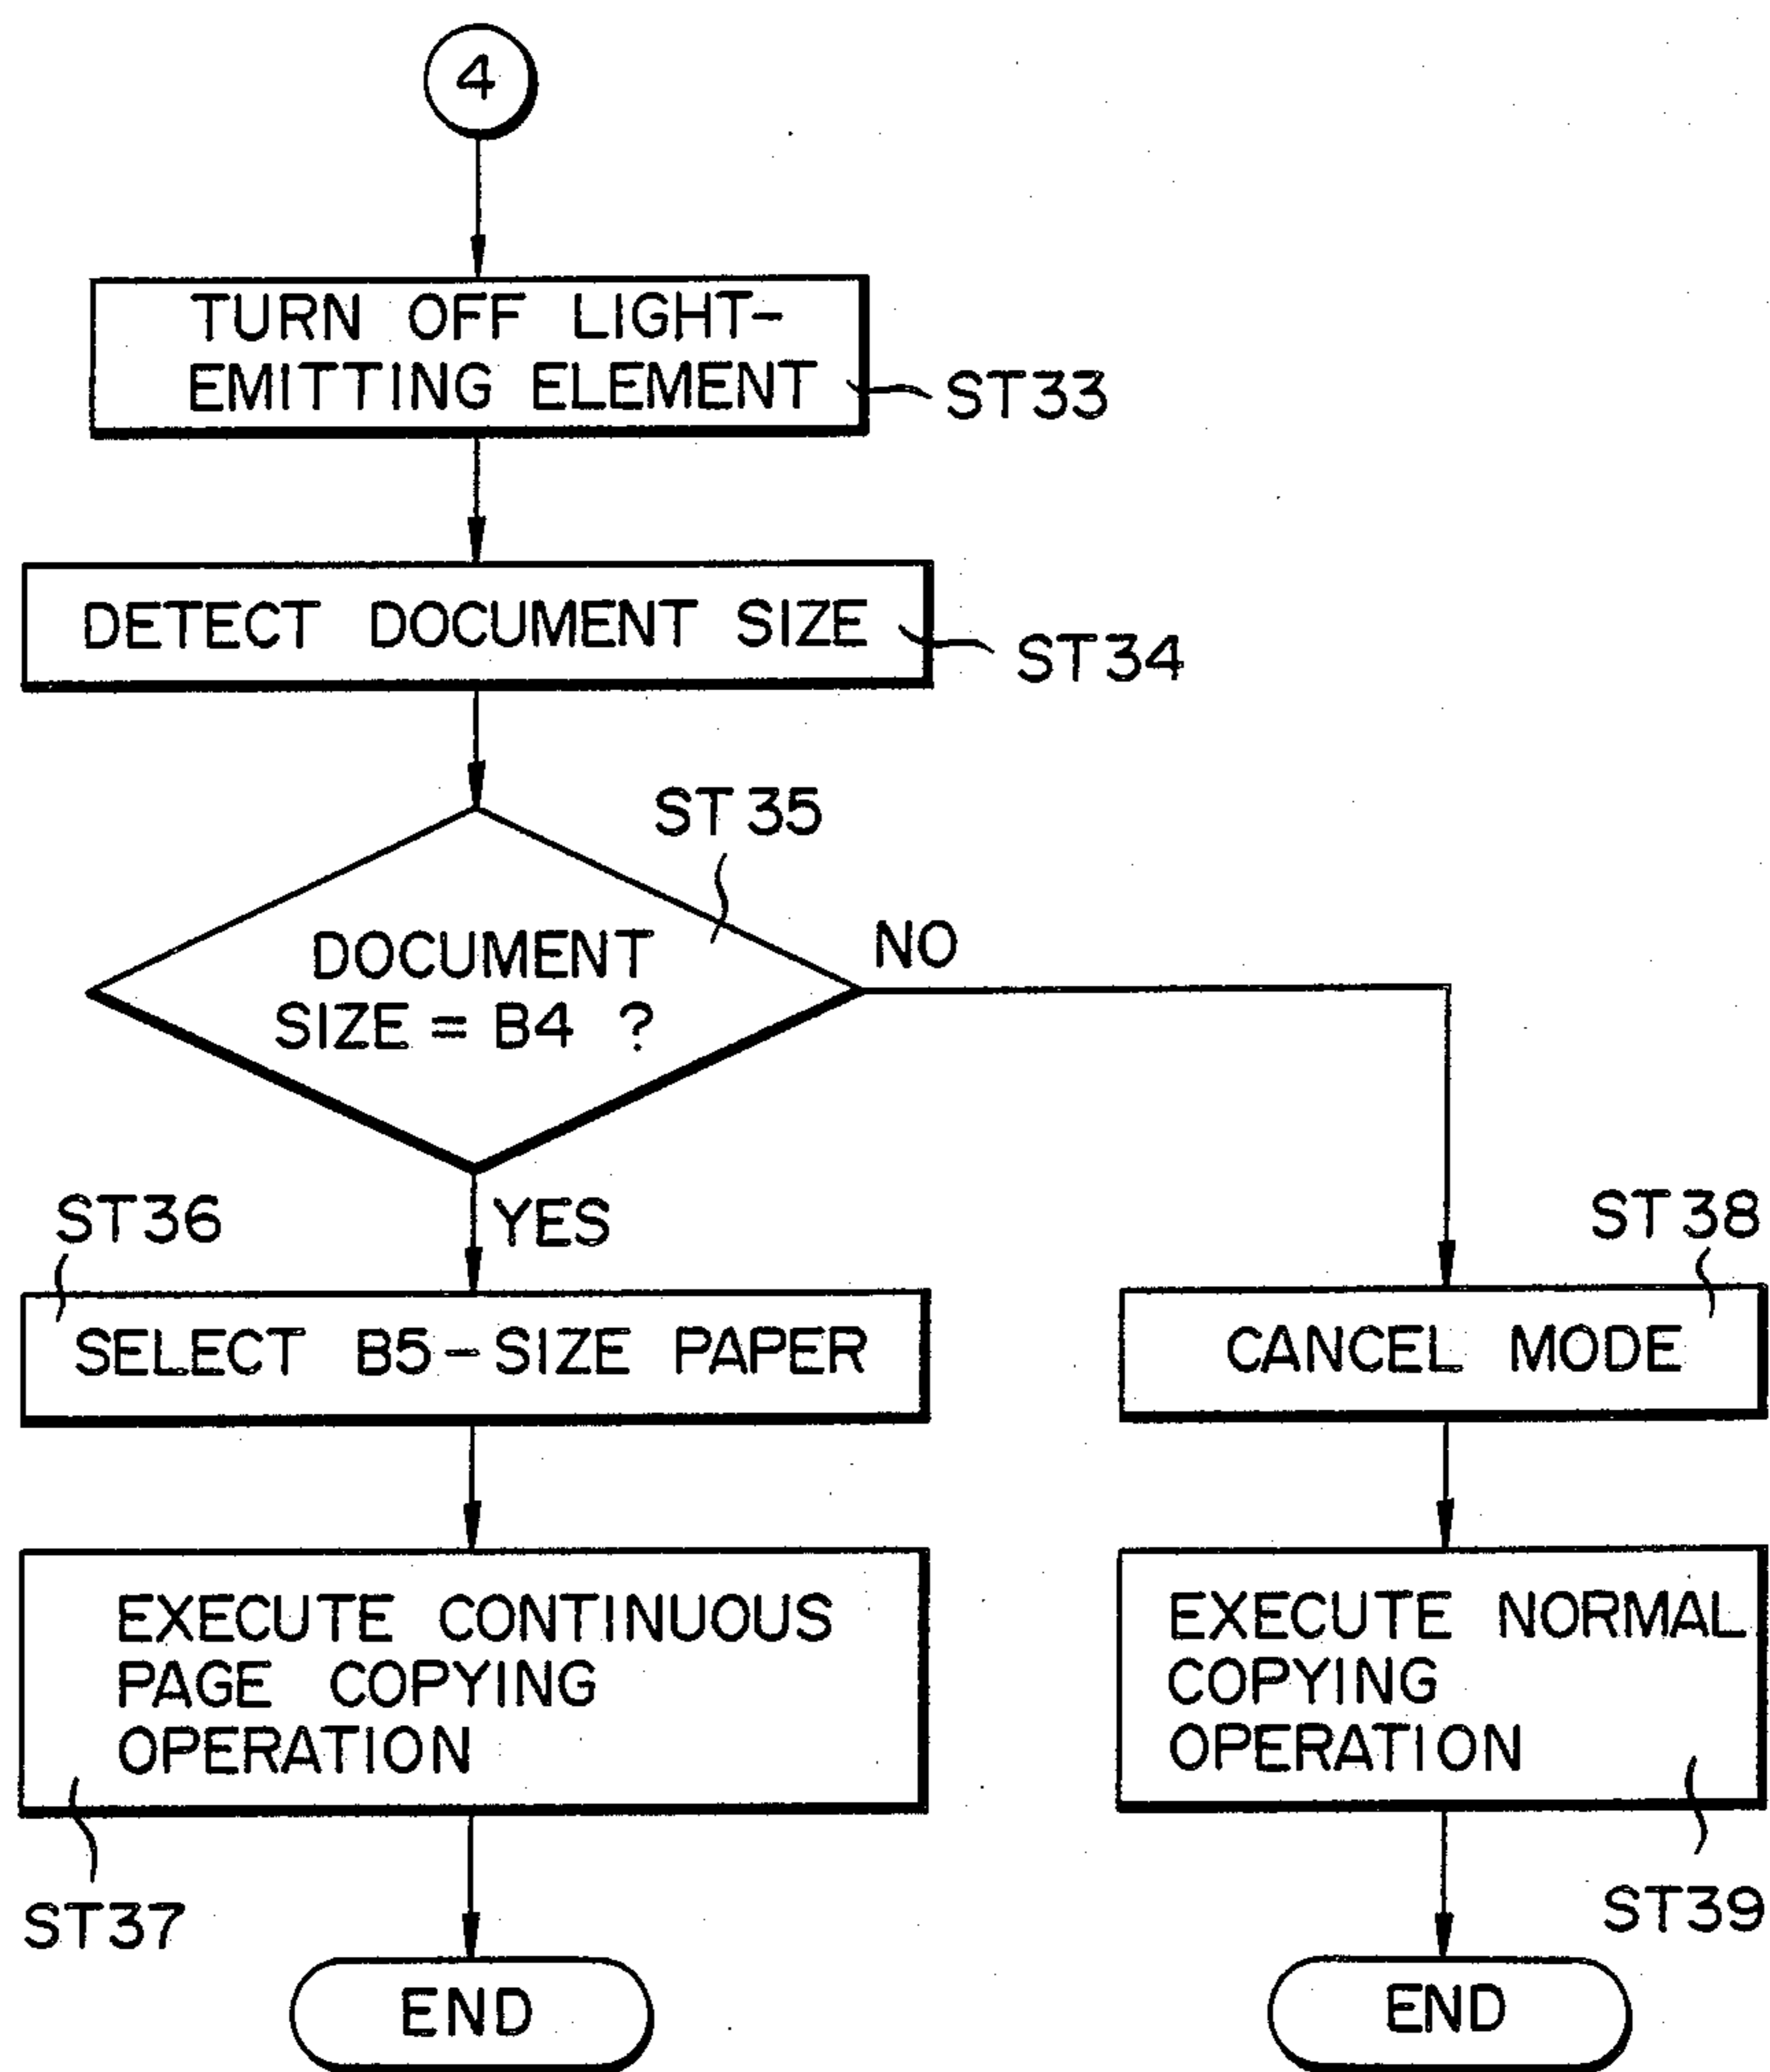 4
TURN OFF LIGHT-
EMITTING ELEMENT
ST33
DETECT DOCUMENT SIZE
ST34
ST35
DOCUMENT
SIZE = B4 ?
NO
YES
ST36
SELECT B5-SIZE PAPER
ST38
CANCEL MODE
EXECUTE CONTINUOUS
PAGE COPYING
OPERATION
ST37
EXECUTE NORMAL
COPYING
OPERATION
ST39
END
END